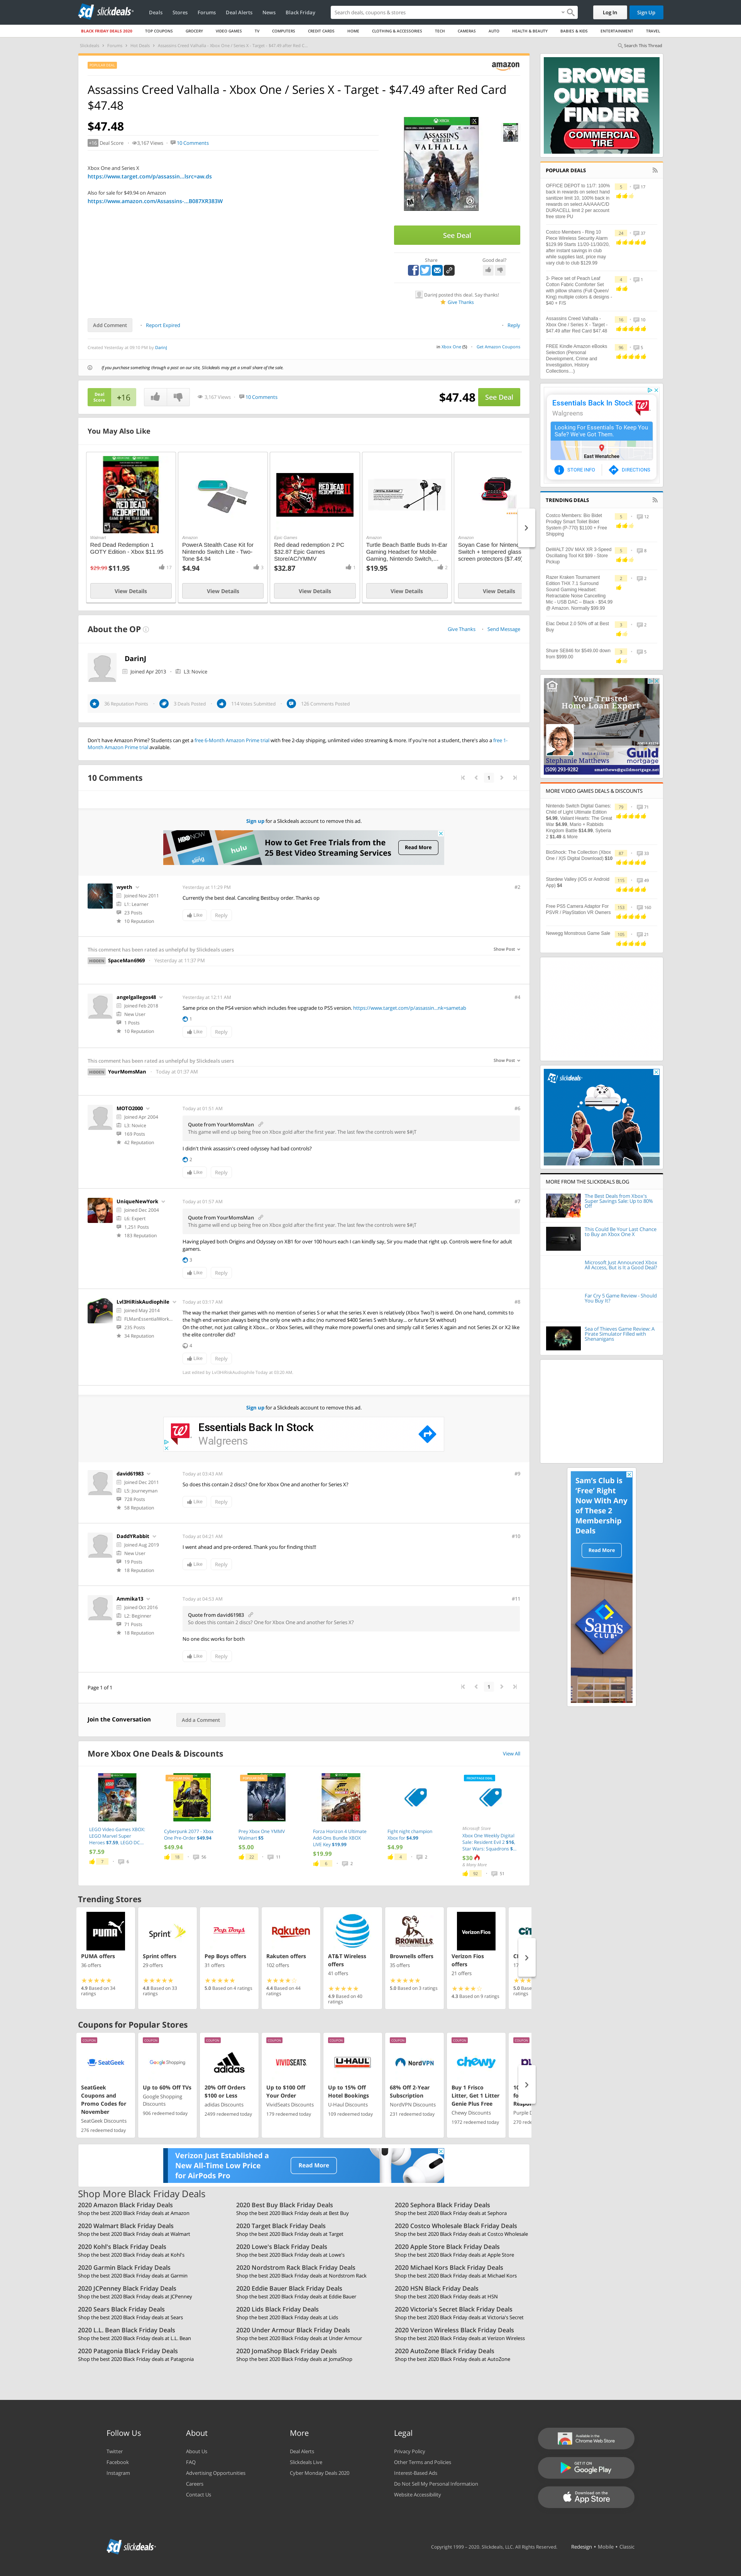 slickdeals
Deals Stores Forums Deal Alerts News Black Friday
Search deals, coupons & stores
Log In Sign Up
BLACK FRIDAY DEALS 2020 TOP COUPONS GROCERY VIDEO GAMES TV COMPUTERS CREDIT CARDS HOME CLOTHING & ACCESSORIES TECH CAMERAS AUTO HEALTH & BEAUTY BABIES & KIDS ENTERTAINMENT TRAVEL
Search This Thread
amazon
Assassins Creed Valhalla - Xbox One / Series X - Target - $47.49 after Red Card
$47.48
$47.48
+16 Deal Score 3,167 Views 10 Comments
Xbox One and Series X
https://www.target.com/p/assassin...lsrc=aw.ds
Also for sale for $49.94 on Amazon
https://www.amazon.com/Assassins-...B087XR383W
See Deal
Share
Good deal?
DarinJ posted this deal. Say thanks!
Give Thanks
Add Comment Report Expired Reply
Created Yesterday at 09:10 PM by DarinJ
Xbox One (5) Get Amazon Coupons
If you purchase something through a post on our site, Slickdeals may get a small share of the sale.
Deal Score +16 3,167 Views 10 Comments $47.48 See Deal
You May Also Like
Walmart
Red Dead Redemption 1 GOTY Edition - Xbox $11.95
$29.99 $11.95 17
View Details
Amazon
PowerA Stealth Case Kit for Nintendo Switch Lite - Two-Tone $4.94
$4.94 3
View Details
Epic Games
Red dead redemption 2 PC $32.87 Epic Games Store/AC/YMMV
$32.87 1
View Details
Amazon
Turtle Beach Battle Buds In-Ear Gaming Headset for Mobile Gaming, Nintendo Switch,...
$19.95 2
View Details
Amazon
Soyan Case for Nintendo Switch + tempered glass screen protectors ($7.49)
View Details
About the OP
Give Thanks Send Message
DarinJ
Joined Apr 2013 L3: Novice
36 Reputation Points 3 Deals Posted 114 Votes Submitted 126 Comments Posted
Don't have Amazon Prime? Students can get a free 6-Month Amazon Prime trial with free 2-day shipping, unlimited video streaming & more. If you're not a student, there's also a free 1-Month Amazon Prime trial available.
10 Comments
1
Sign up for a Slickdeals account to remove this ad.
HBO NOW hulu How to Get Free Trials from the 25 Best Video Streaming Services Read More
wyeth
Joined Nov 2011
L1: Learner
23 Posts
10 Reputation
Yesterday at 11:29 PM #2
Currently the best deal. Canceling Bestbuy order. Thanks op
Like Reply
This comment has been rated as unhelpful by Slickdeals users Show Post
HIDDEN SpaceMan6969 Yesterday at 11:37 PM
angelgallegos48
Joined Feb 2018
New User
1 Posts
10 Reputation
Yesterday at 12:11 AM #4
Same price on the PS4 version which includes free upgrade to PS5 version. https://www.target.com/p/assassin...nk=sametab
1
Like Reply
This comment has been rated as unhelpful by Slickdeals users Show Post
HIDDEN YourMomsMan Today at 01:37 AM
MOTO2000
Joined Apr 2004
L3: Novice
169 Posts
42 Reputation
Today at 01:51 AM #6
Quote from YourMomsMan
This game will end up being free on Xbox gold after the first year. The last few the controls were $#¡?
I didn't think assassin's creed odyssey had bad controls?
2
Like Reply
UniqueNewYork
Joined Dec 2004
L6: Expert
1,251 Posts
185 Reputation
Today at 01:57 AM #7
Quote from YourMomsMan
This game will end up being free on Xbox gold after the first year. The last few the controls were $#¡?
Having played both Origins and Odyssey on XB1 for over 100 hours each I can kindly say, Sir you made that right up. Controls were fine for adult gamers.
3
Like Reply
Lvl3HiRiskAudiophile
Joined May 2014
FLManEssentialWork...
235 Posts
34 Reputation
Today at 03:17 AM #8
The way the market their games with no mention of series S or what the series X even is relatively (Xbox Two?) is weird. On one hand, commits to the high end version always being the only one with a disc (no rumored $400 Series S with bluray... or future SX without)
On the other, not just calling it Xbox... or Xbox Series, will they make more powerful ones and simply call it Series X again and not Series 2X or X2 like the elite controller did?
4
Like Reply
Last edited by Lvl3HiRiskAudiophile Today at 03:20 AM
Sign up for a Slickdeals account to remove this ad.
Essentials Back In Stock
Walgreens
david61983
Joined Dec 2011
L5: Journeyman
728 Posts
58 Reputation
Today at 03:43 AM #9
So does this contain 2 discs? One for Xbox One and another for Series X?
Like Reply
DaddYRabbit
Joined Aug 2019
New User
19 Posts
18 Reputation
Today at 04:21 AM #10
I went ahead and pre-ordered. Thank you for finding this!!!
Like Reply
Ammika13
Joined Oct 2016
L2: Beginner
71 Posts
18 Reputation
Today at 04:53 AM #11
Quote from david61983
So does this contain 2 discs? One for Xbox One and another for Series X?
No one disc works for both
Like Reply
Page 1 of 1 1
Join the Conversation Add a Comment
More Xbox One Deals & Discounts View All
LEGO Video Games XBOX: LEGO Marvel Super Heroes $7.59, LEGO DC...
$7.59
7 6
Cyberpunk 2077 - Xbox One Pre-Order $49.94
$49.94
18 36
Prey Xbox One YMMV Walmart $5
$5.00
22 11
Forza Horizon 4 Ultimate Add-Ons Bundle XBOX LIVE Key $19.99
$19.99
6 2
Fight night champion Xbox for $4.99
$4.99
4 2
Microsoft Store
Xbox One Weekly Digital Sale: Resident Evil 2 $16, Star Wars: Squadrons $...
$30
& Many More
50 51
Trending Stores
PUMA offers
36 offers
4.9 Based on 34 ratings
Sprint offers
29 offers
4.8 Based on 33 ratings
Pep Boys offers
31 offers
5.0 Based on 4 ratings
Rakuten offers
102 offers
4.4 Based on 44 ratings
AT&T Wireless offers
41 offers
4.9 Based on 40 ratings
Brownells offers
35 offers
5.0 Based on 3 ratings
Verizon Fios offers
21 offers
4.3 Based on 9 ratings
Coupons for Popular Stores
SeatGeek Coupons and Promo Codes for November
SeatGeek Discounts
276 redeemed today
Up to 60% Off TVs
Google Shopping Discounts
996 redeemed today
20% Off Orders $100 or Less
adidas Discounts
2499 redeemed today
Up to $100 Off Your Order
VividSeats Discounts
179 redeemed today
Up to 15% Off Hotel Bookings
U-Haul Discounts
109 redeemed today
68% Off 2-Year Subscription
NordVPN Discounts
231 redeemed today
Buy 1 Frisco Litter, Get 1 Litter Genie Plus Free
Chewy Discounts
1972 redeemed today
Verizon Just Established a New All-Time Low Price for AirPods Pro Read More
Shop More Black Friday Deals
2020 Amazon Black Friday Deals
Shop the best 2020 Black Friday deals at Amazon
2020 Best Buy Black Friday Deals
Shop the best 2020 Black Friday deals at Best Buy
2020 Sephora Black Friday Deals
Shop the best 2020 Black Friday deals at Sephora
2020 Walmart Black Friday Deals
Shop the best 2020 Black Friday deals at Walmart
2020 Target Black Friday Deals
Shop the best 2020 Black Friday deals at Target
2020 Costco Wholesale Black Friday Deals
Shop the best 2020 Black Friday deals at Costco Wholesale
2020 Kohl's Black Friday Deals
Shop the best 2020 Black Friday deals at Kohl's
2020 Lowe's Black Friday Deals
Shop the best 2020 Black Friday deals at Lowe's
2020 Apple Store Black Friday Deals
Shop the best 2020 Black Friday deals at Apple Store
2020 Garmin Black Friday Deals
Shop the best 2020 Black Friday deals at Garmin
2020 Nordstrom Rack Black Friday Deals
Shop the best 2020 Black Friday deals at Nordstrom Rack
2020 Michael Kors Black Friday Deals
Shop the best 2020 Black Friday deals at Michael Kors
2020 JCPenney Black Friday Deals
Shop the best 2020 Black Friday deals at JCPenney
2020 Eddie Bauer Black Friday Deals
Shop the best 2020 Black Friday deals at Eddie Bauer
2020 HSN Black Friday Deals
Shop the best 2020 Black Friday deals at HSN
2020 Sears Black Friday Deals
Shop the best 2020 Black Friday deals at Sears
2020 Lids Black Friday Deals
Shop the best 2020 Black Friday deals at Lids
2020 Victoria's Secret Black Friday Deals
Shop the best 2020 Black Friday deals at Victoria's Secret
2020 L.L. Bean Black Friday Deals
Shop the best 2020 Black Friday deals at L.L. Bean
2020 Under Armour Black Friday Deals
Shop the best 2020 Black Friday deals at Under Armour
2020 Verizon Wireless Black Friday Deals
Shop the best 2020 Black Friday deals at Verizon Wireless
2020 Patagonia Black Friday Deals
Shop the best 2020 Black Friday deals at Patagonia
2020 JomaShop Black Friday Deals
Shop the best 2020 Black Friday deals at JomaShop
2020 AutoZone Black Friday Deals
Shop the best 2020 Black Friday deals at AutoZone
BROWSE OUR TIRE FINDER
COMMERCIAL TIRE
POPULAR DEALS
OFFICE DEPOT to 11/7: 100% back in rewards on select hand sanitizer limit 10, 100% back in rewards on select AA/AAA/C/D DURACELL limit 2 per account free store PU
Costco Members - Ring 10 Piece Wireless Security Alarm $129.99 Starts 11/20-11/30/20, after instant savings in club while supplies last, price may vary club to club $129.99
3- Piece set of Peach Leaf Cotton Fabric Comforter Set with pillow shams (Full Queen/ King) multiple colors & designs - $40 + F/S
Assassins Creed Valhalla - Xbox One / Series X - Target - $47.49 after Red Card $47.48
FREE Kindle Amazon eBooks Selection (Personal Development, Crime and Investigation, History Collections...)
Essentials Back In Stock
Walgreens
Looking For Essentials To Keep You Safe? We've Got Them.
East Wenatchee
STORE INFO DIRECTIONS
TRENDING DEALS
Costco Members: Bio Bidet Prodigy Smart Toilet Bidet System (P-770) $1100 + Free Shipping
DeWALT 20V MAX XR 3-Speed Oscillating Tool Kit $99 - Store Pickup
Razer Kraken Tournament Edition THX 7.1 Surround Sound Gaming Headset Retractable Noise Cancelling Mic - USB DAC – Black - $54.99 @ Amazon. Normally $99.99
Elac Debut 2.0 50% off at Best Buy
Shure SE846 for $549.00 down from $999.00
Your Trusted Home Loan Expert
Stephanie Matthews
Guild mortgage
(509) 293-9282
smatthews@guildmortgage.net
MORE VIDEO GAMES DEALS & DISCOUNTS
Nintendo Switch Digital Games: Child of Light Ultimate Edition $4.99, Valiant Hearts: The Great War $4.99, Mario + Rabbids Kingdom Battle $14.99, Syberia 2 $1.49 & More
BioShock: The Collection (Xbox One / X|S Digital Download) $10
Stardew Valley (iOS or Android App) $4
Free PS5 Camera Adaptor For PSVR / PlayStation VR Owners
Newegg Monstrous Game Sale
slickdeals
MORE FROM THE SLICKDEALS BLOG
The Best Deals from Xbox's Super Savings Sale: Up to 80% Off
This Could Be Your Last Chance to Buy an Xbox One X
Microsoft Just Announced Xbox All Access, But Is It a Good Deal?
Far Cry 5 Game Review - Should You Buy It?
Sea of Thieves Game Review: A Pirate Simulator Filled with Shenanigans
Sam's Club is 'Free' Right Now With Any of These 2 Membership Deals
Read More
Sam's CLUB
Follow Us
Twitter
Facebook
Instagram
About
About Us
FAQ
Advertising Opportunities
Careers
Contact Us
More
Deal Alerts
Slickdeals Live
Cyber Monday Deals 2020
Legal
Privacy Policy
Other Terms and Policies
Interest-Based Ads
Do Not Sell My Personal Information
Website Accessibility
Available in the Chrome Web Store
GET IT ON Google Play
Download on the App Store
slickdeals
Copyright 1999 – 2020. Slickdeals, LLC. All Rights Reserved. Redesign • Mobile • Classic